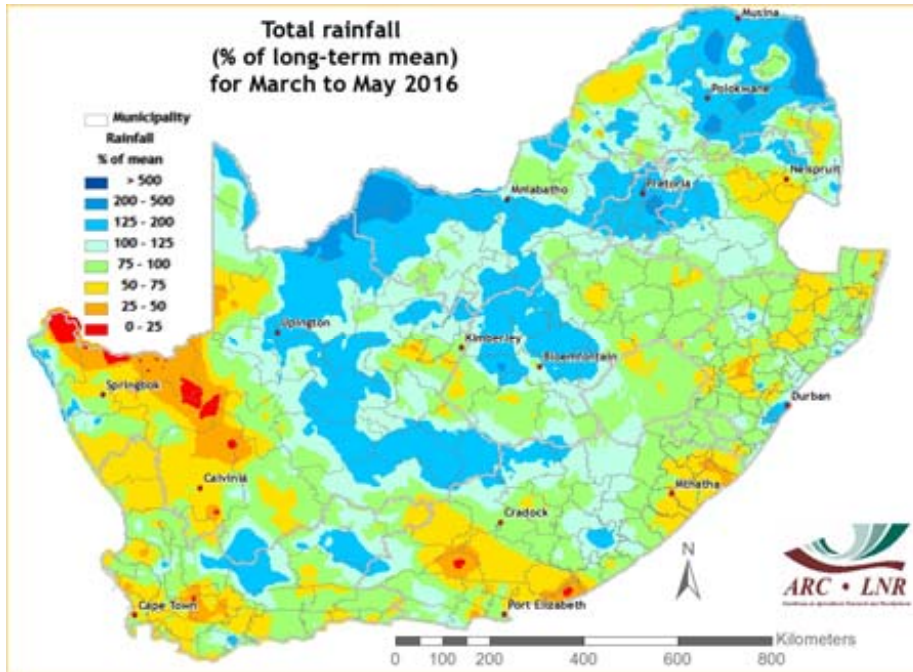 Total rainfall
(% of long-term mean)
for March to May 2016
Municipality
Rainfall
% of mean
> 500
200 - 500
125 - 200
100 - 125
75 - 100
50 - 75
25 - 50
0 - 25
Musina
Polokwane
Nelspruit
Pretoria
Mmabatho
Upington
Kimberley
Bloemfontein
Springbok
Durban
Calvinia
Mthatha
Cradock
Cape Town
Port Elizabeth
N
ARC • LNR
Kilometers
0 100 200 400 600 800